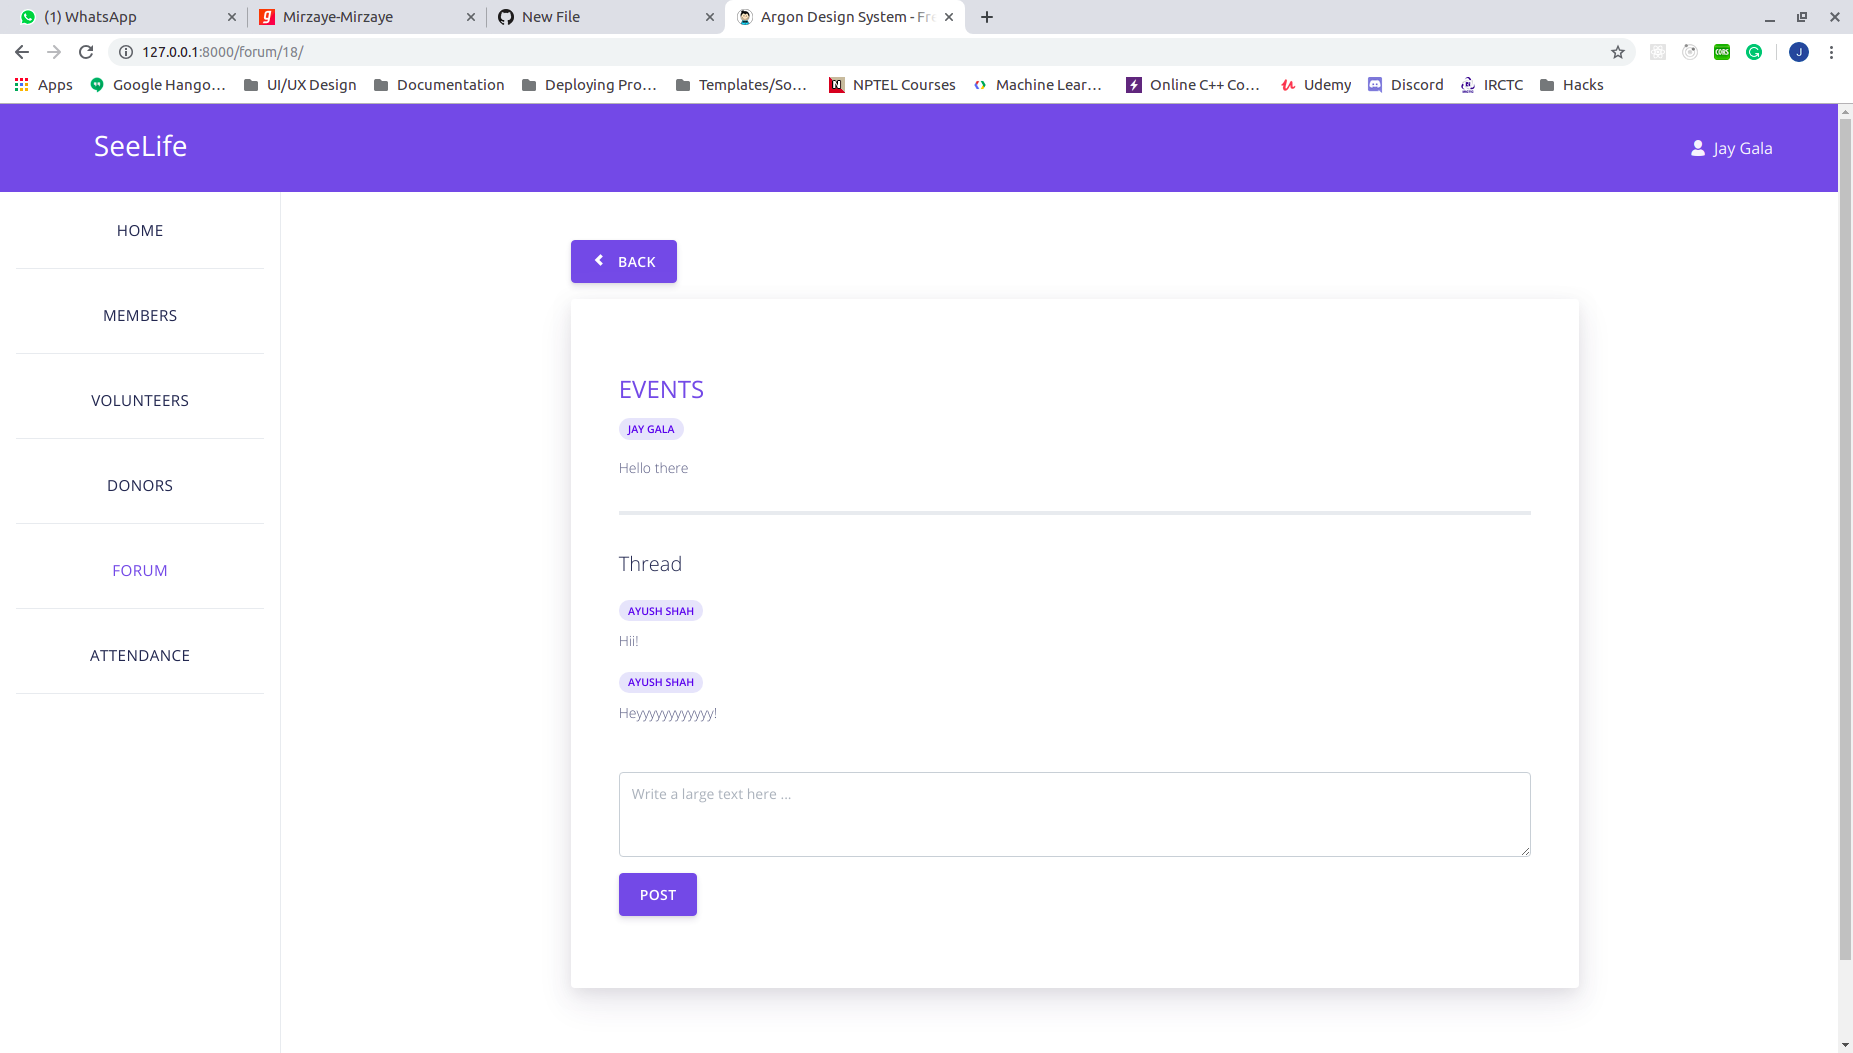 (1) WhatsApp
Mirzaye-Mirzaye
New File
Argon Design System - Fre
127.0.0.1:8000/forum/18/
CORS
J
Apps
Google Hango...
UI/UX Design
Documentation
Deploying Pro...
Templates/So...
NPTEL Courses
Machine Lear...
Online C++ Co...
Udemy
Discord
IRCTC
Hacks
SeeLife
Jay Gala
HOME
MEMBERS
VOLUNTEERS
DONORS
FORUM
ATTENDANCE
BACK
EVENTS
JAY GALA
Hello there
Thread
AYUSH SHAH
Hii!
AYUSH SHAH
Heyyyyyyyyyyyy!
Write a large text here ...
POST